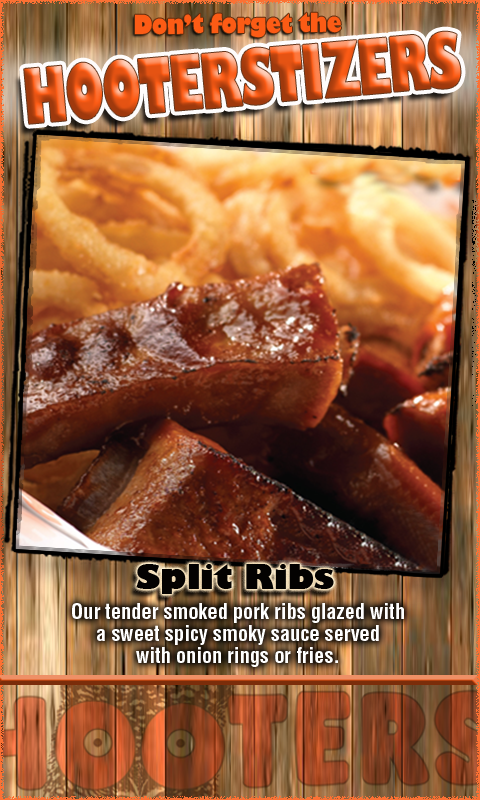 Don't forget the
HOOTERSTIZERS
Split Ribs
Our tender smoked pork ribs glazed with
a sweet spicy smoky sauce served
with onion rings or fries.
HOOTERS